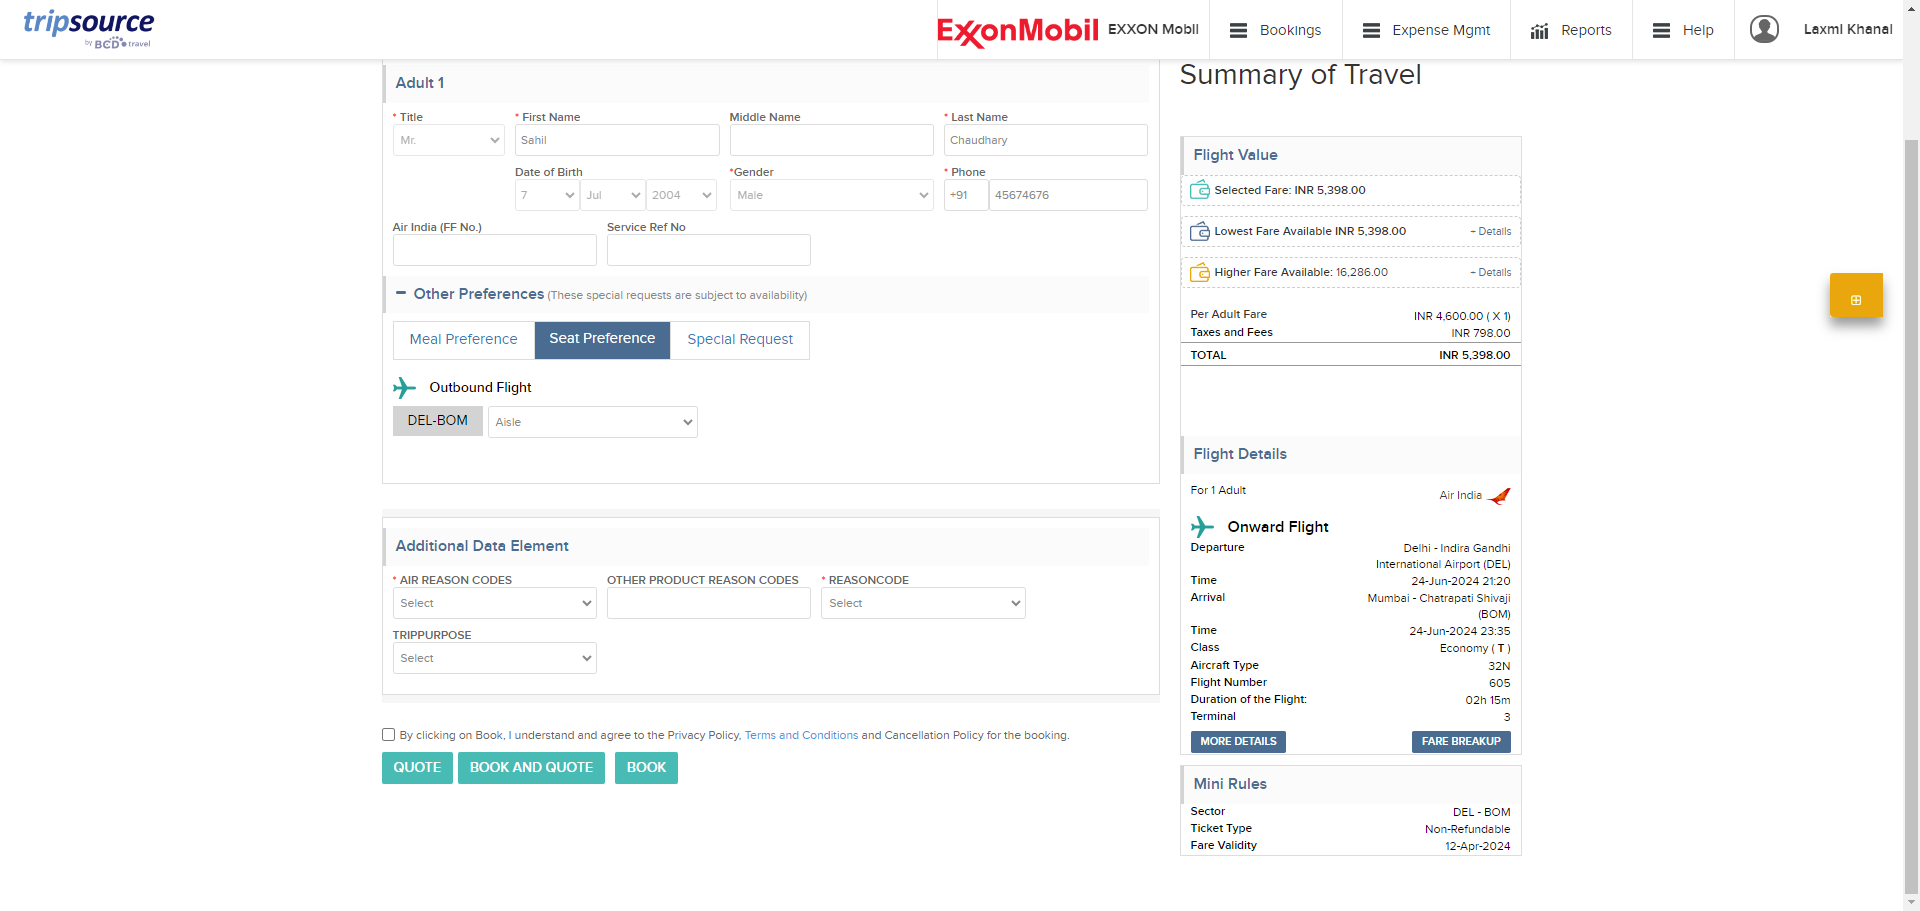 tripsource
by BCD travel
ExxonMobil
EXXON Mobil
Bookings
Expense Mgmt
Reports
Help
Laxmi Khanal
Adult 1
* Title
* First Name
Middle Name
* Last Name
Mr.
Sahil
Chaudhary
Date of Birth
*Gender
* Phone
7
Jul
2004
Male
+91
45674676
Air India (FF No.)
Service Ref No
Other Preferences (These special requests are subject to availability)
Meal Preference
Seat Preference
Special Request
Outbound Flight
DEL-BOM
Aisle
Additional Data Element
* AIR REASON CODES
OTHER PRODUCT REASON CODES
* REASONCODE
Select
Select
TRIPPURPOSE
Select
By clicking on Book, I understand and agree to the Privacy Policy, Terms and Conditions and Cancellation Policy for the booking.
QUOTE
BOOK AND QUOTE
BOOK
Summary of Travel
Flight Value
Selected Fare: INR 5,398.00
Lowest Fare Available INR 5,398.00
+ Details
Higher Fare Available: 16,286.00
+ Details
Per Adult Fare
INR 4,600.00 ( X 1)
Taxes and Fees
INR 798.00
TOTAL
INR 5,398.00
Flight Details
For 1 Adult
Air India
Onward Flight
Departure
Delhi - Indira Gandhi
International Airport (DEL)
Time
24-Jun-2024 21:20
Arrival
Mumbai - Chatrapati Shivaji
(BOM)
Time
24-Jun-2024 23:35
Class
Economy ( T )
Aircraft Type
32N
Flight Number
605
Duration of the Flight:
02h 15m
Terminal
3
MORE DETAILS
FARE BREAKUP
Mini Rules
Sector
DEL - BOM
Ticket Type
Non-Refundable
Fare Validity
12-Apr-2024